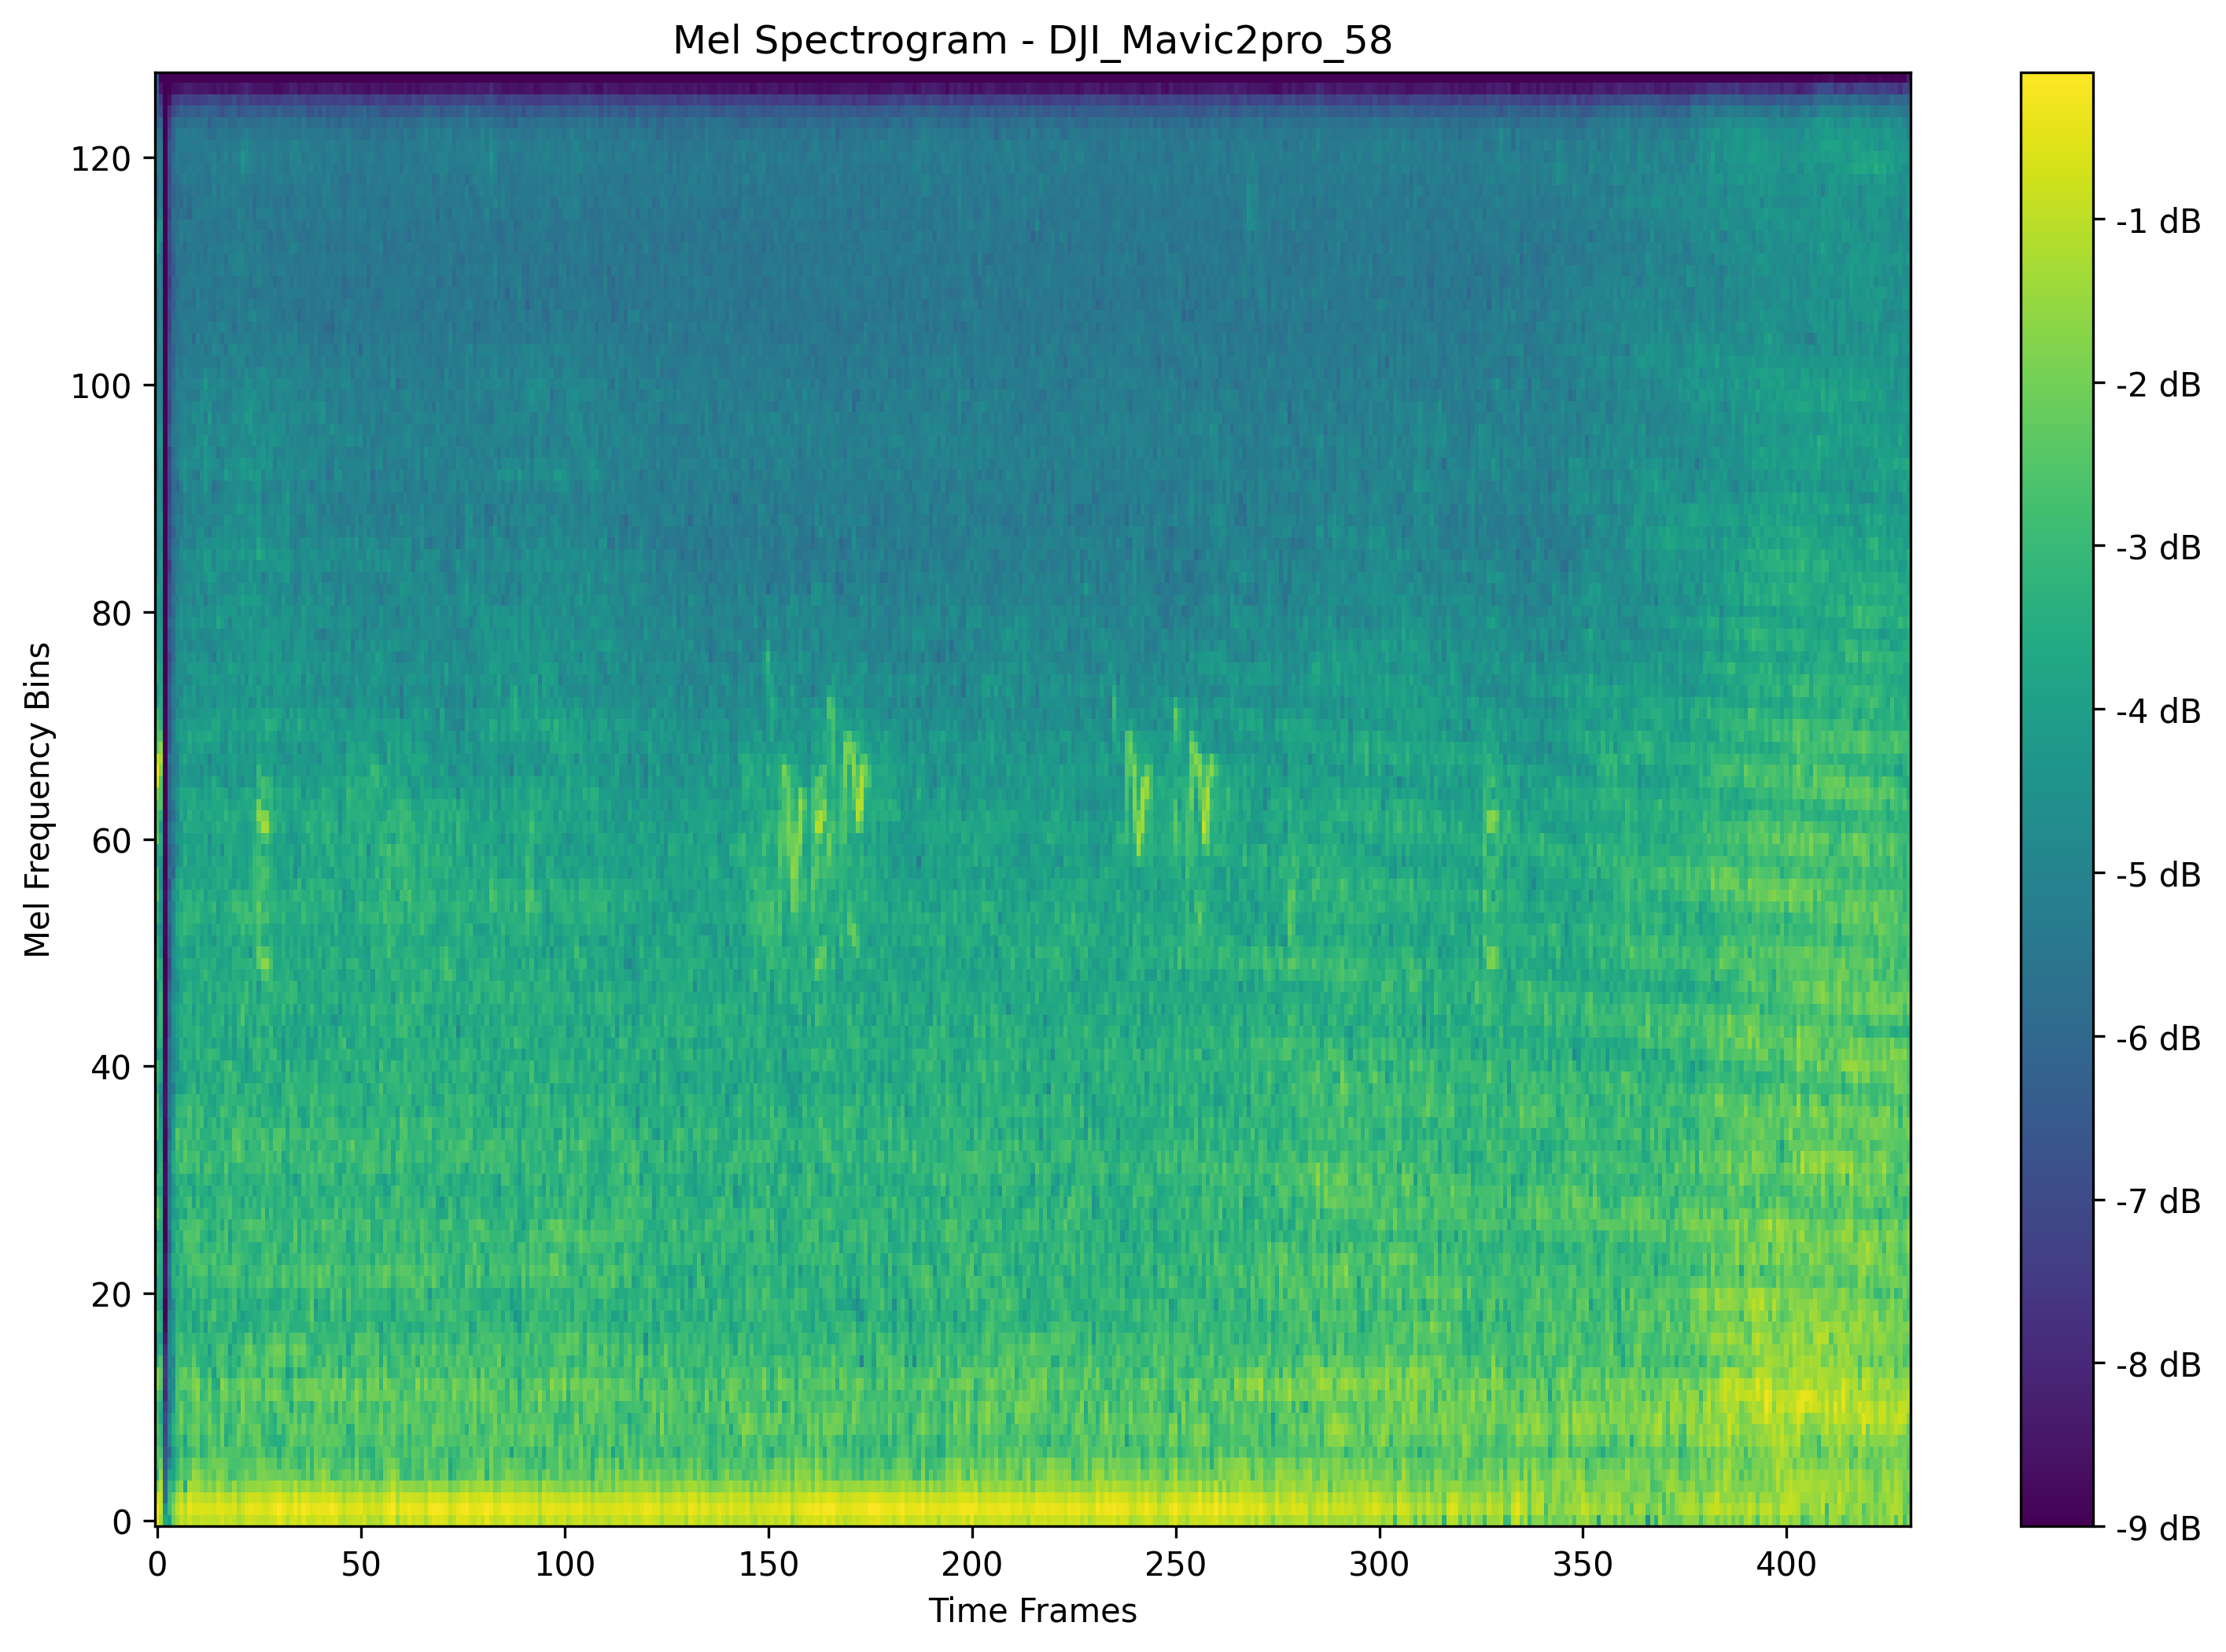 Mel Spectrogram - DJI_Mavic2pro_58
120
100
80
60
40
20
0
Mel Frequency Bins
0 50 100 150 200 250 300 350 400
Time Frames
-1 dB
-2 dB
-3 dB
-4 dB
-5 dB
-6 dB
-7 dB
-8 dB
-9 dB